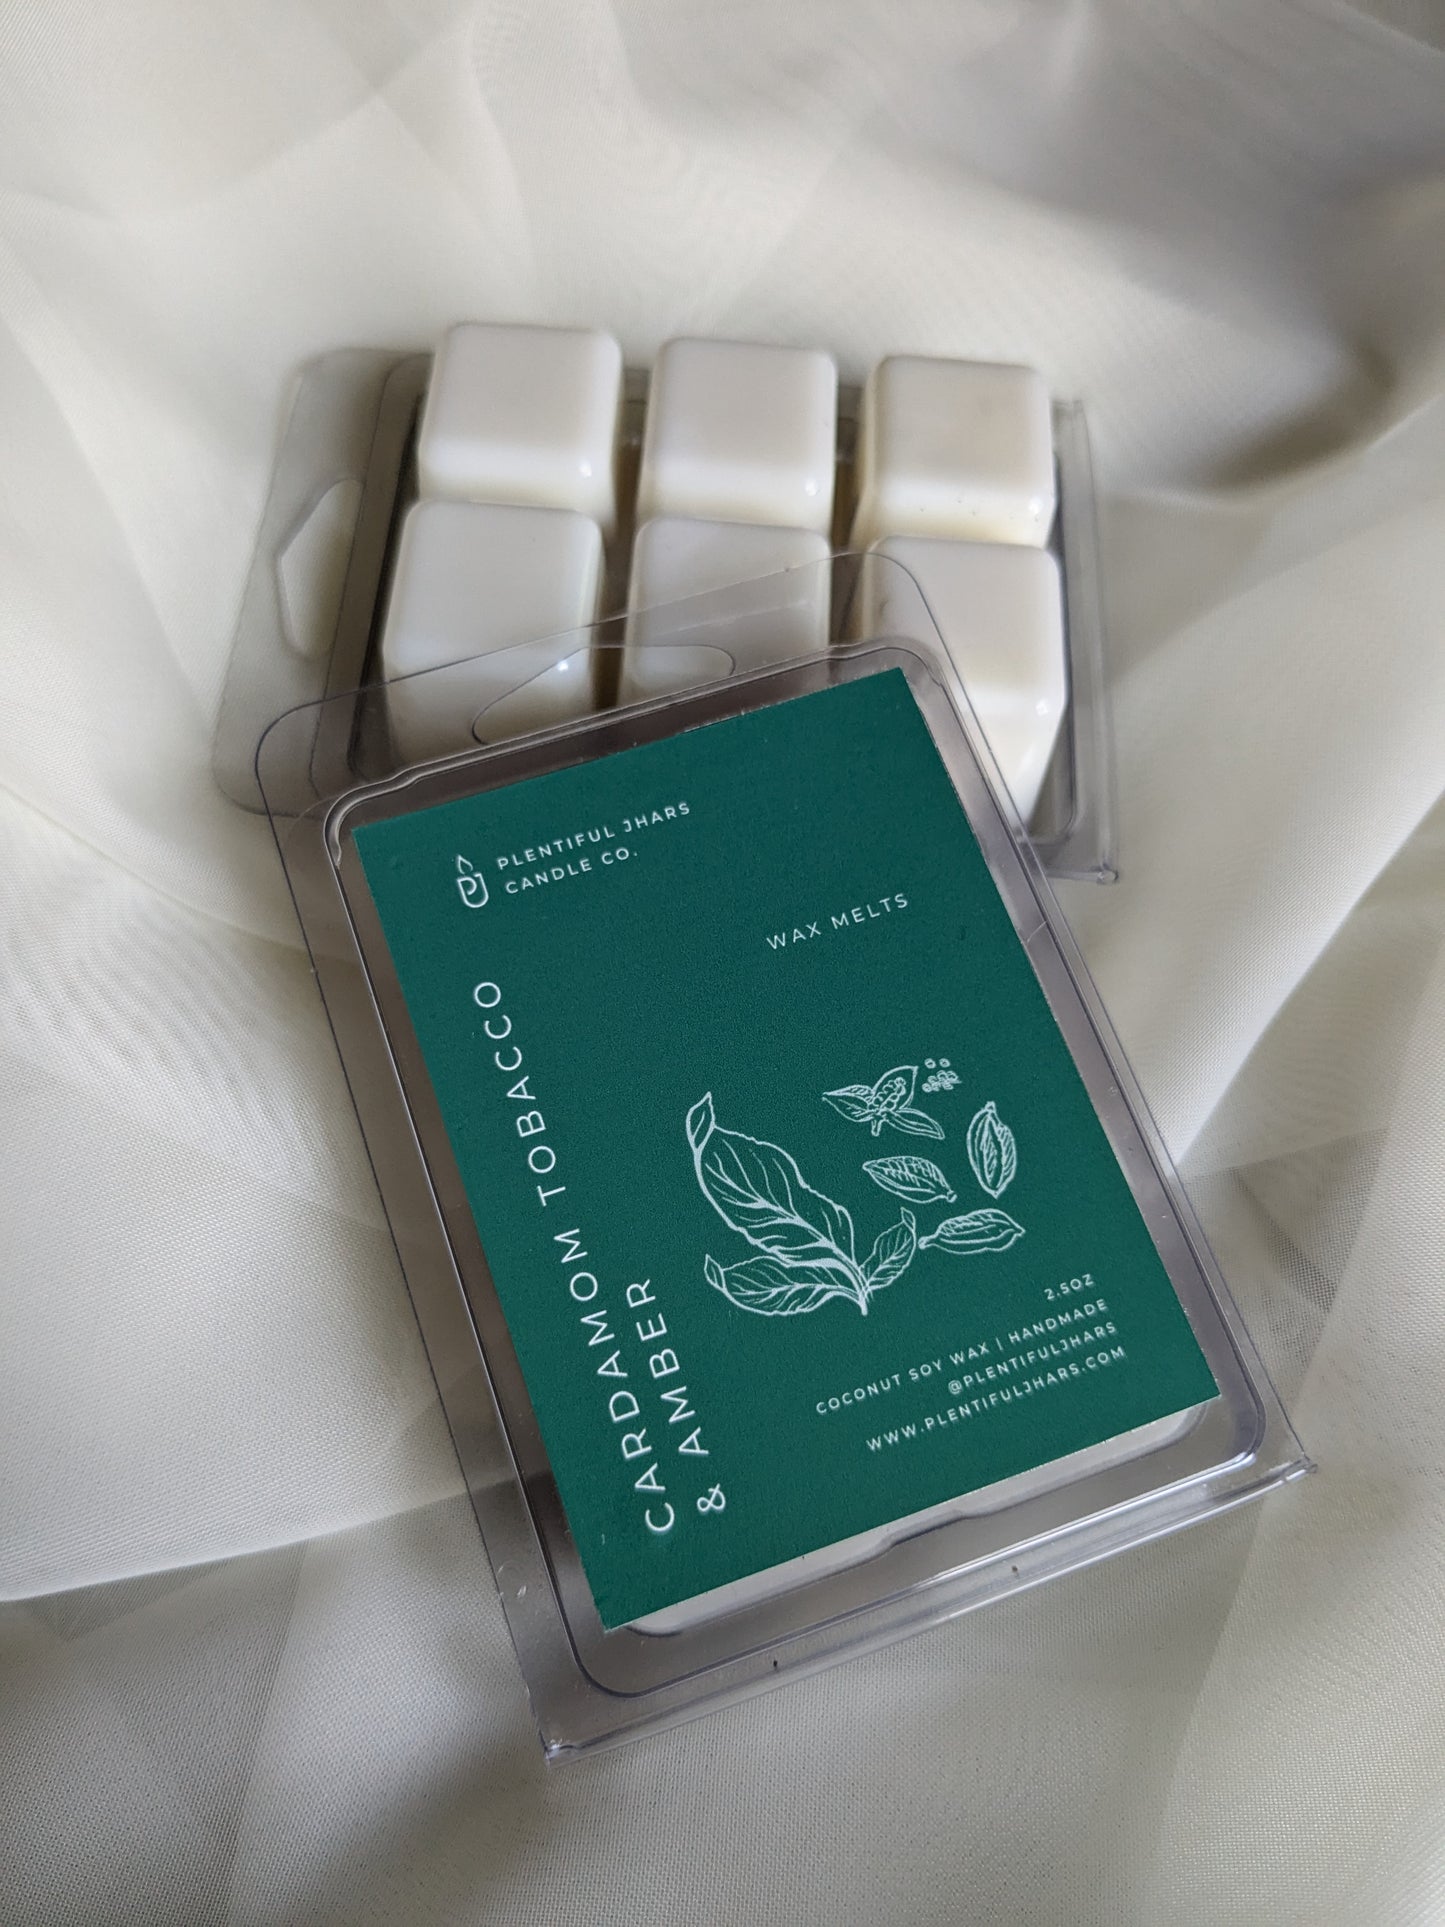 PLENTIFUL JHARS
CANDLE CO.
WAX MELTS
CARDAMOM TOBACCO
& AMBER
2.5OZ
COCONUT SOY WAX | HANDMADE
@PLENTIFULJHARS
WWW.PLENTIFULJHARS.COM